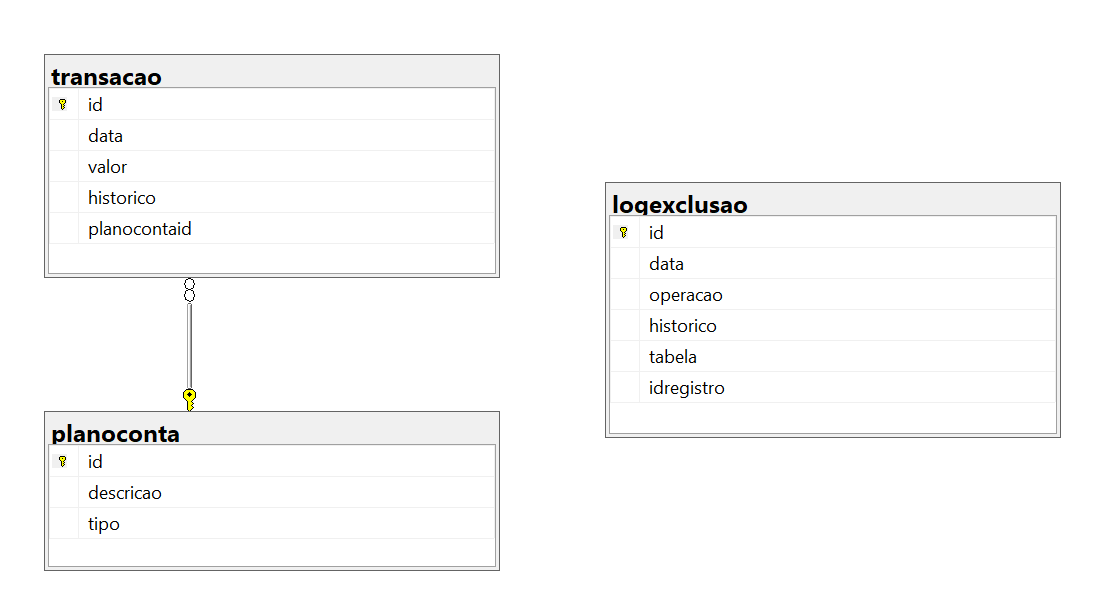 transacao
id
data
valor
historico
planocontaid
planoconta
id
descricao
tipo
logexclusao
id
data
operacao
historico
tabela
idregistro